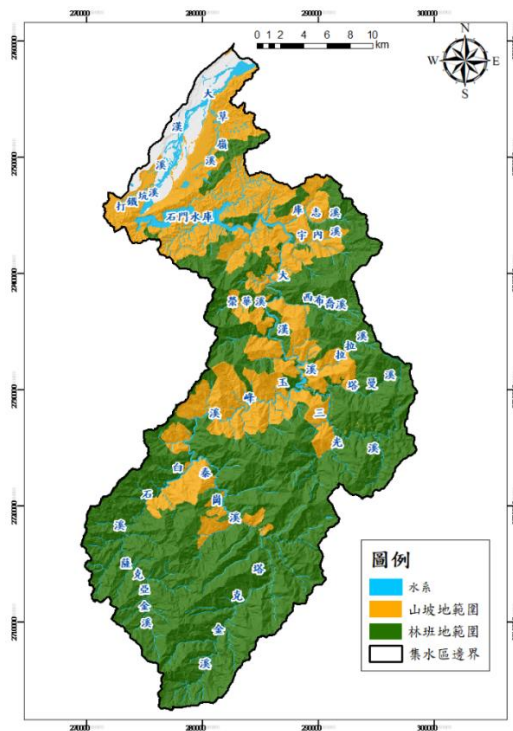 N
W E
S
0 1 2 4 6 8 10
km
大漢溪
草嶺溪
打鐵坑溪
石門水庫
庫志溪
宇內溪
大漢溪
榮華溪
西布喬溪
拉拉溪
塔曼溪
玉峰溪
三光溪
白石溪
泰崗溪
薩克亞金溪
塔克金溪
圖例
水系
山坡地範圍
林班地範圍
集水區邊界